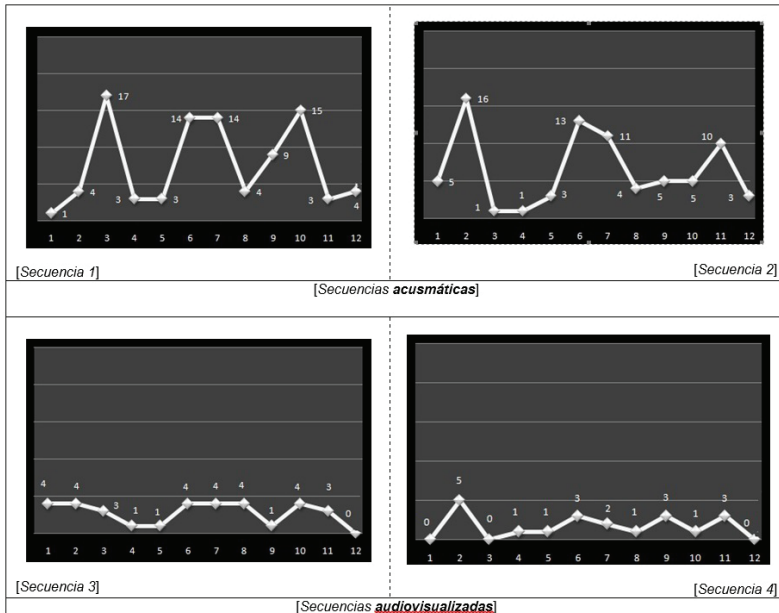 17
14
14
15
9
4
4
3
3
3
1
4
1 2 3 4 5 6 7 8 9 10 11 12
[Secuencia 1]
16
13
11
10
5
4
5
5
3
3
1
1
1 2 3 4 5 6 7 8 9 10 11 12
[Secuencia 2]
[Secuencias acusmáticas]
4 4 3 1 1 4 4 4 1 4 3 0
1 2 3 4 5 6 7 8 9 10 11 12
[Secuencia 3]
0 5 0 1 1 3 2 1 3 1 3 0
1 2 3 4 5 6 7 8 9 10 11 12
[Secuencia 4]
[Secuencias audiovisualizadas]